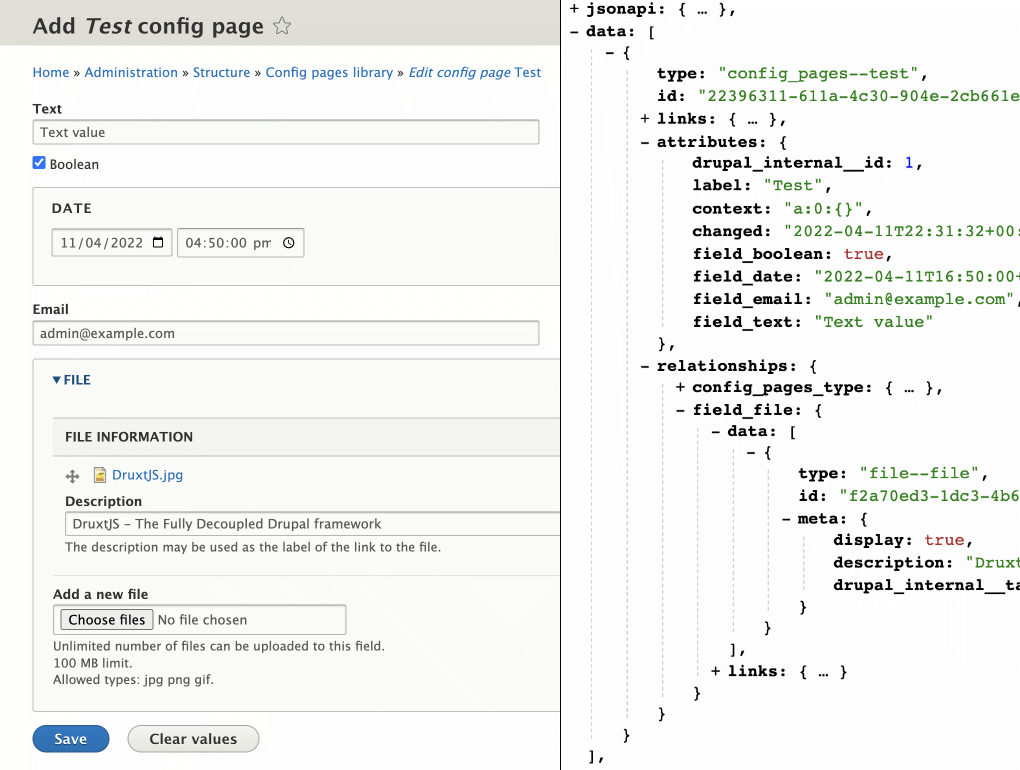 Add Test config page
Home » Administration » Structure » Config pages library » Edit config page Test
Text
Text value
Boolean
DATE
11/04/2022
04:50:00 pm
Email
admin@example.com
▼FILE
FILE INFORMATION
DruxtJS.jpg
Description
DruxtJS – The Fully Decoupled Drupal framework
The description may be used as the label of the link to the file.
Add a new file
Choose files No file chosen
Unlimited number of files can be uploaded to this field.
100 MB limit.
Allowed types: jpg png gif.
Save
Clear values
+ jsonapi: { … },
– data: [
– {
type: "config_pages--test",
id: "22396311-611a-4c30-904e-2cb661e
+ links: { … },
– attributes: {
drupal_internal__id: 1,
label: "Test",
context: "a:0:{}",
changed: "2022-04-11T22:31:32+00:
field_boolean: true,
field_date: "2022-04-11T16:50:00+
field_email: "admin@example.com",
field_text: "Text value"
},
– relationships: {
+ config_pages_type: { … },
– field_file: {
– data: [
– {
type: "file--file",
id: "f2a70ed3-1dc3-4b6
– meta: {
display: true,
description: "Druxt
drupal_internal__ta
}
}
],
+ links: { … }
}
}
}
],